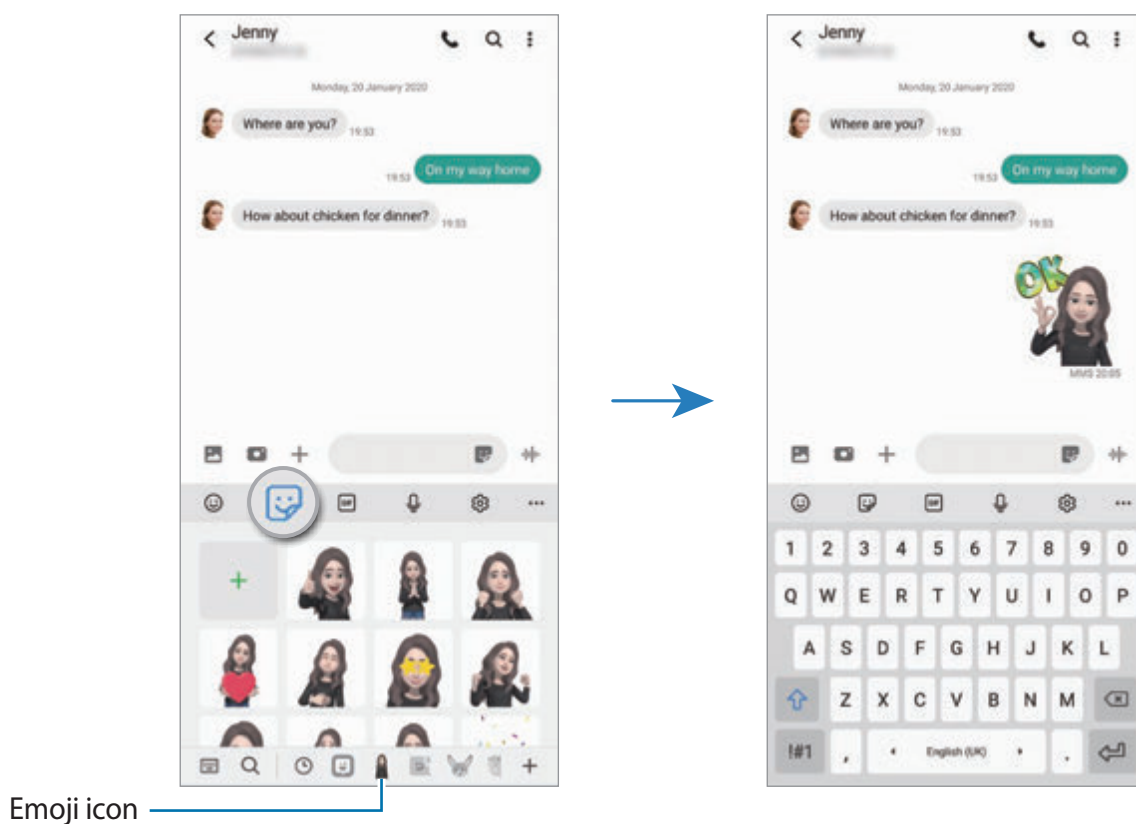 Jenny
Monday, 20 January 2020
Where are you? 19:53
19:53 On my way home
How about chicken for dinner? 19:53
GIF
Emoji icon
Jenny
Monday, 20 January 2020
Where are you? 19:53
19:53 On my way home
How about chicken for dinner? 19:53
OK
MMS 20:05
GIF
1 2 3 4 5 6 7 8 9 0
Q W E R T Y U I O P
A S D F G H J K L
Z X C V B N M
!#1 , English (UK) .